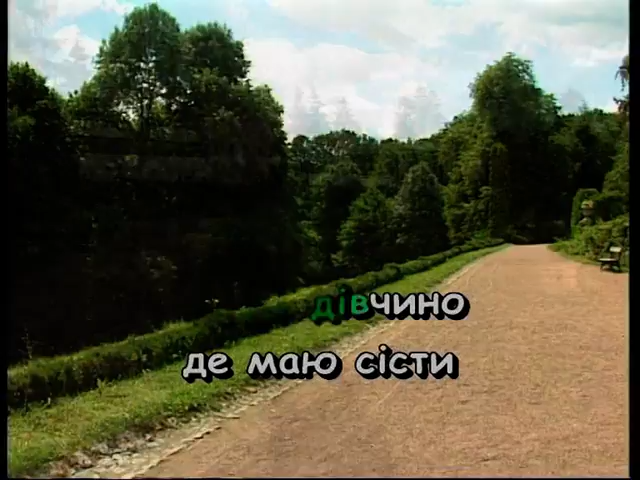 дівчино
де маю сісти